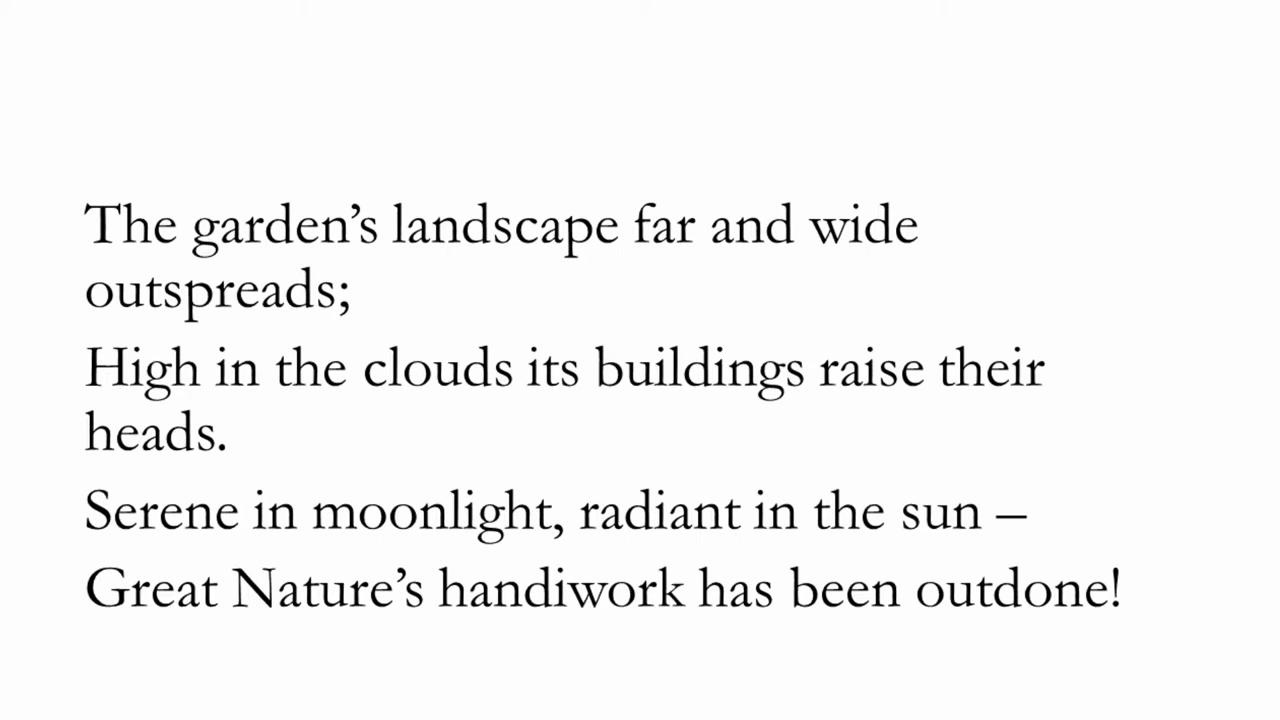 The garden’s landscape far and wide
outspreads;
High in the clouds its buildings raise their
heads.
Serene in moonlight, radiant in the sun –
Great Nature’s handiwork has been outdone!